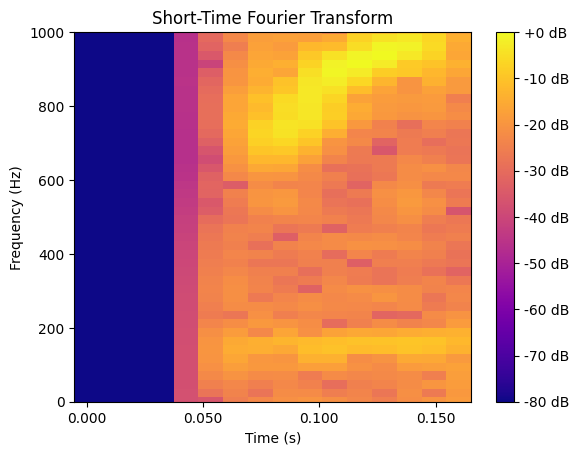 Short-Time Fourier Transform
1000
800
600
400
200
0
Frequency (Hz)
0.000
0.050
0.100
0.150
Time (s)
+0 dB
-10 dB
-20 dB
-30 dB
-40 dB
-50 dB
-60 dB
-70 dB
-80 dB